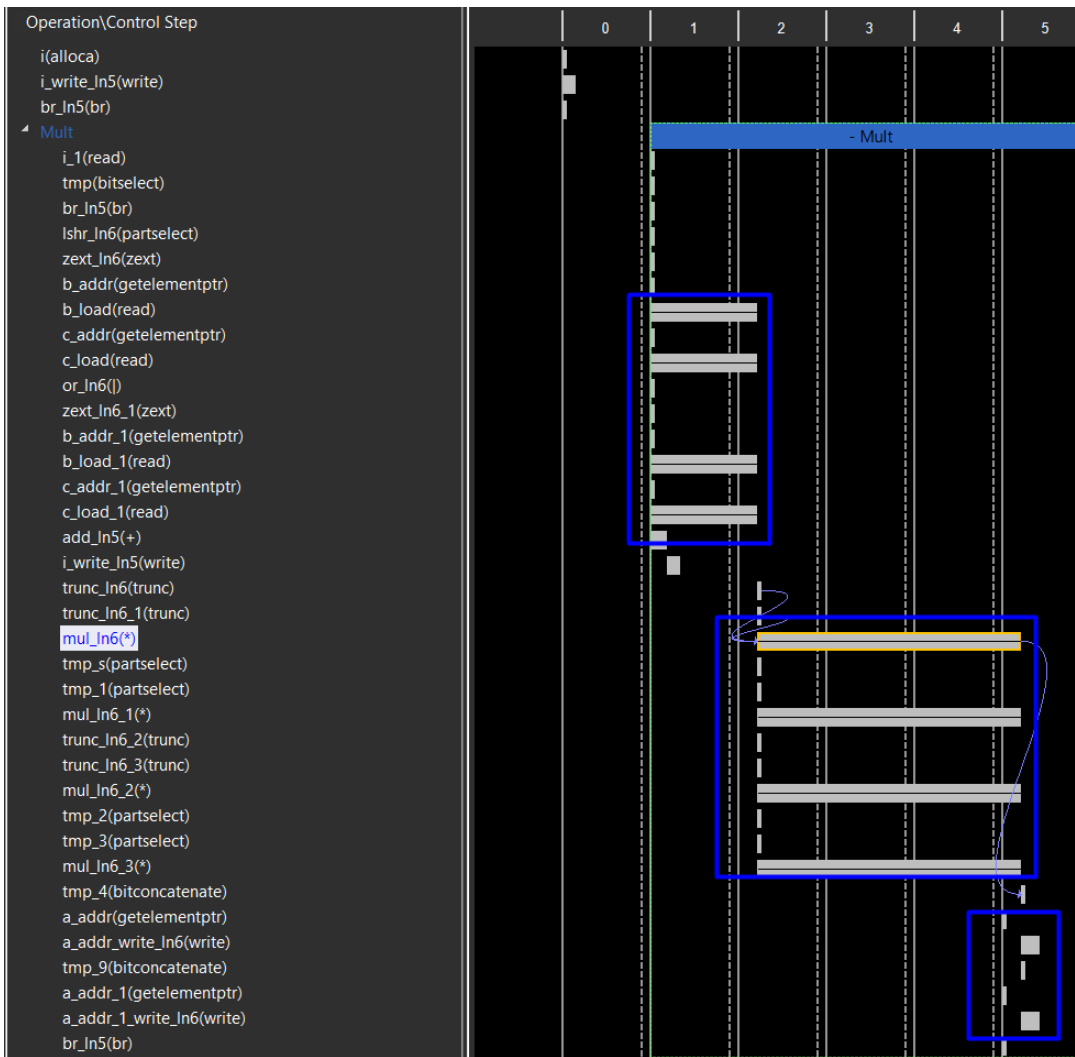 Operation\Control Step
0 1 2 3 4 5
i(alloca)
i_write_ln5(write)
br_ln5(br)
Mult
- Mult
i_1(read)
tmp(bitselect)
br_ln5(br)
lshr_ln6(partselect)
zext_ln6(zext)
b_addr(getelementptr)
b_load(read)
c_addr(getelementptr)
c_load(read)
or_ln6(|)
zext_ln6_1(zext)
b_addr_1(getelementptr)
b_load_1(read)
c_addr_1(getelementptr)
c_load_1(read)
add_ln5(+)
i_write_ln5(write)
trunc_ln6(trunc)
trunc_ln6_1(trunc)
mul_ln6(*)
tmp_s(partselect)
tmp_1(partselect)
mul_ln6_1(*)
trunc_ln6_2(trunc)
trunc_ln6_3(trunc)
mul_ln6_2(*)
tmp_2(partselect)
tmp_3(partselect)
mul_ln6_3(*)
tmp_4(bitconcatenate)
a_addr(getelementptr)
a_addr_write_ln6(write)
tmp_9(bitconcatenate)
a_addr_1(getelementptr)
a_addr_1_write_ln6(write)
br_ln5(br)